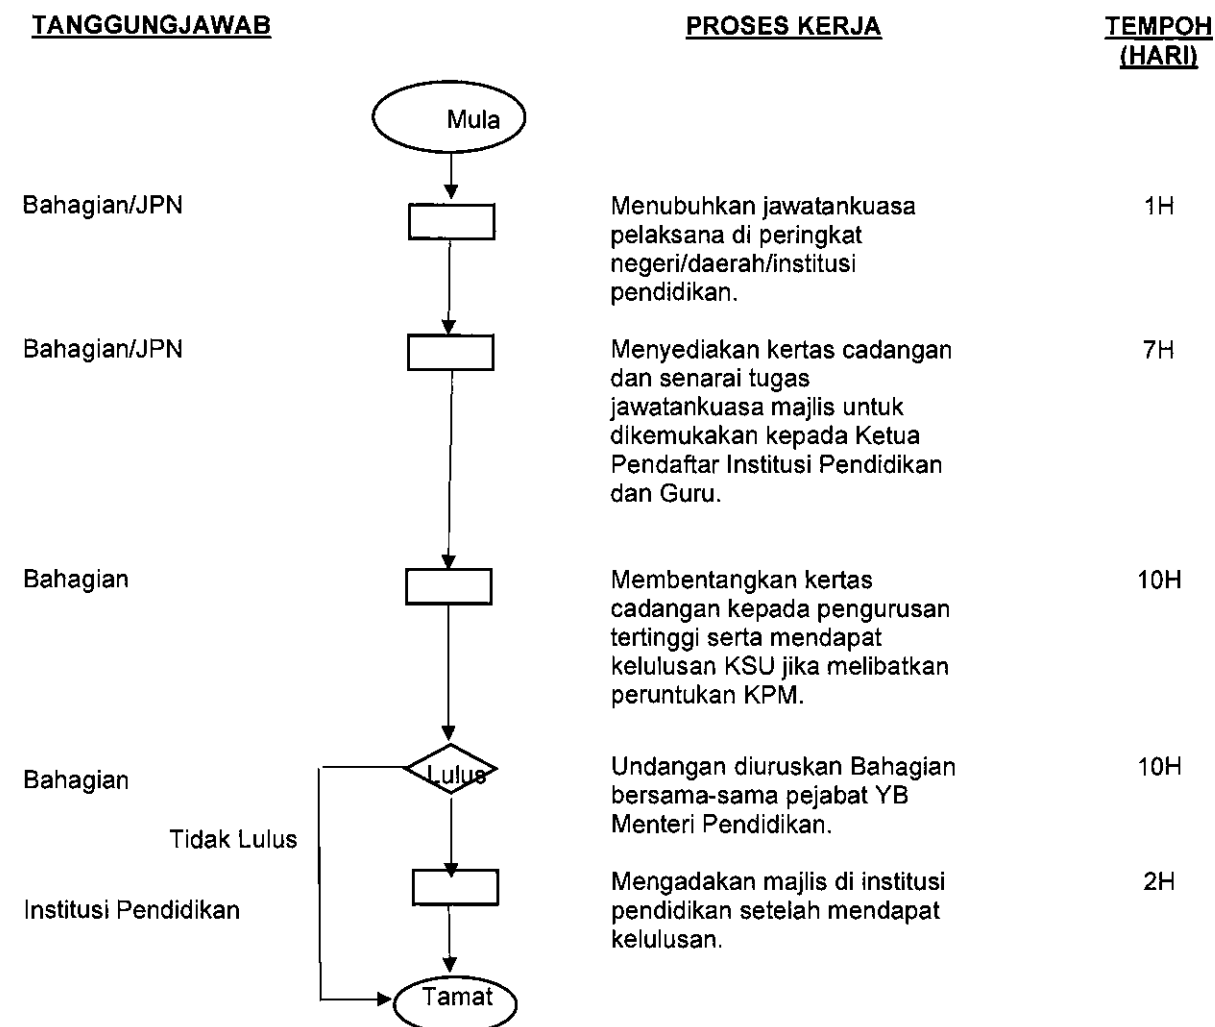 TANGGUNGJAWAB
PROSES KERJA
TEMPOH
(HARI)
Mula
Bahagian/JPN
Menubuhkan jawatankuasa
pelaksana di peringkat
negeri/daerah/institusi
pendidikan.
1H
Bahagian/JPN
Menyediakan kertas cadangan
dan senarai tugas
jawatankuasa majlis untuk
dikemukakan kepada Ketua
Pendaftar Institusi Pendidikan
dan Guru.
7H
Bahagian
Membentangkan kertas
cadangan kepada pengurusan
tertinggi serta mendapat
kelulusan KSU jika melibatkan
peruntukan KPM.
10H
Bahagian
Lulus
Undangan diuruskan Bahagian
bersama-sama pejabat YB
Menteri Pendidikan.
10H
Tidak Lulus
Institusi Pendidikan
Mengadakan majlis di institusi
pendidikan setelah mendapat
kelulusan.
2H
Tamat